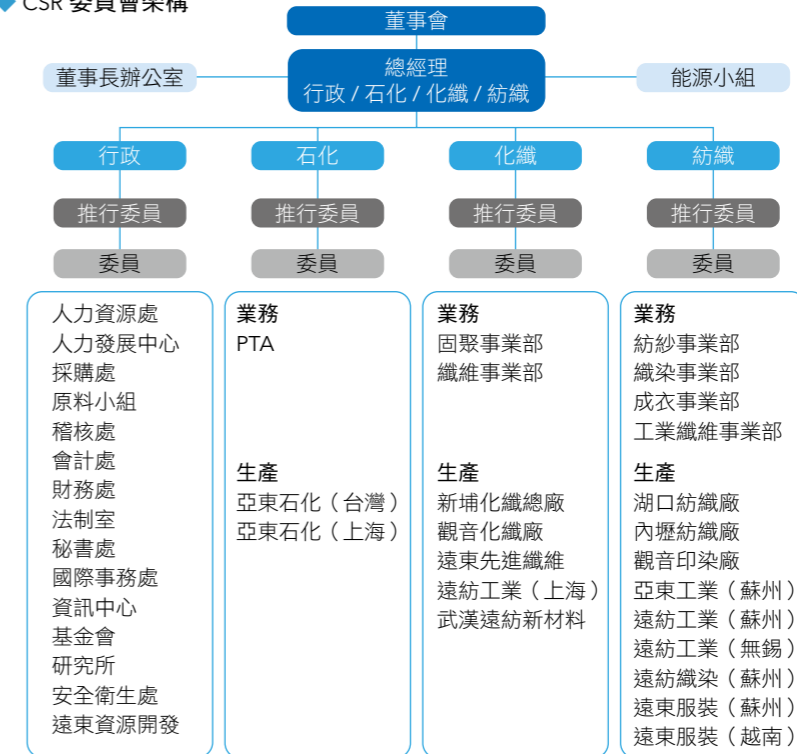 CSR 委員會架構
董事會
董事長辦公室
總經理
行政 / 石化 / 化纖 / 紡織
能源小組
行政
石化
化纖
紡織
推行委員
推行委員
推行委員
推行委員
委員
委員
委員
委員
人力資源處
人力發展中心
採購處
原料小組
稽核處
會計處
財務處
法制室
秘書處
國際事務處
資訊中心
基金會
研究所
安全衛生處
遠東資源開發
業務
PTA
生產
亞東石化（台灣）
亞東石化（上海）
業務
固聚事業部
纖維事業部
生產
新埔化纖總廠
觀音化纖廠
遠東先進纖維
遠紡工業（上海）
武漢遠紡新材料
業務
紡紗事業部
織染事業部
成衣事業部
工業纖維事業部
生產
湖口紡織廠
內壢紡織廠
觀音印染廠
亞東工業（蘇州）
遠紡工業（蘇州）
遠紡工業（無錫）
遠紡織染（蘇州）
遠東服裝（蘇州）
遠東服裝（越南）